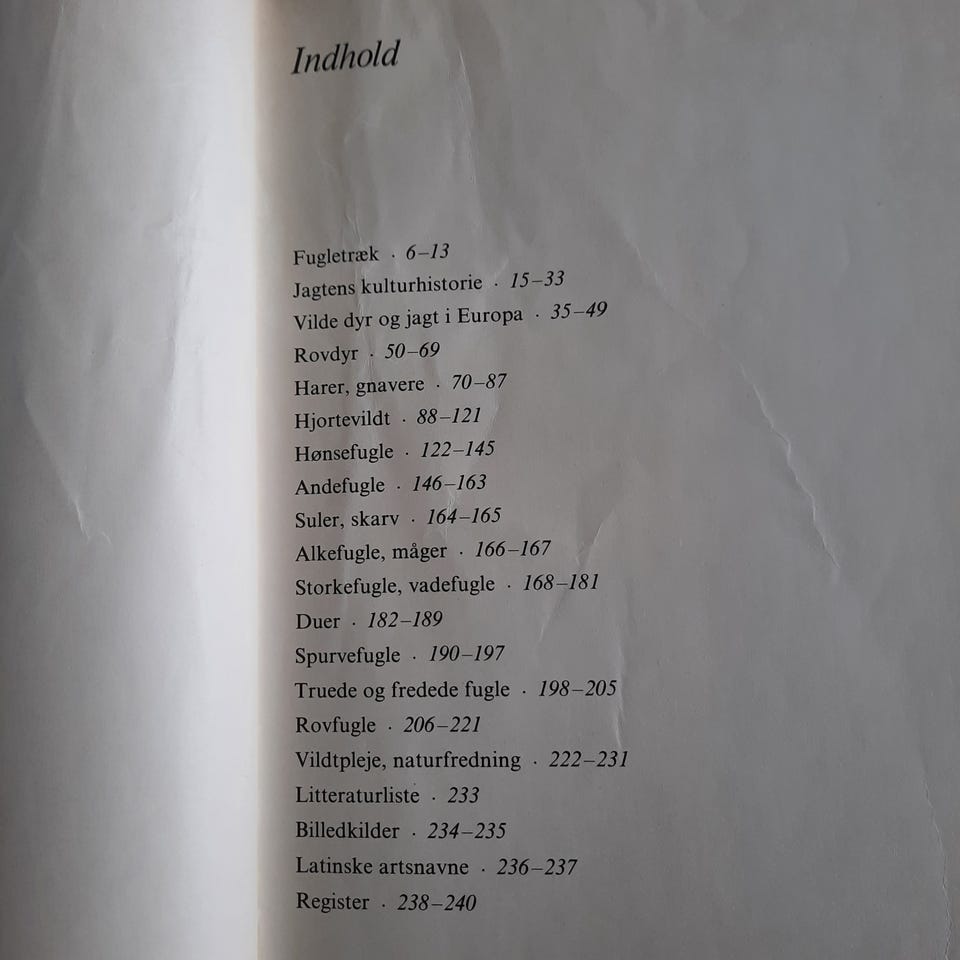 Indhold
Fugletræk · 6–13
Jagtens kulturhistorie · 15–33
Vilde dyr og jagt i Europa · 35–49
Rovdyr · 50–69
Harer, gnavere · 70–87
Hjortevildt · 88–121
Hønsefugle · 122–145
Andefugle · 146–163
Suler, skarv · 164–165
Alkefugle, måger · 166–167
Storkefugle, vadefugle · 168–181
Duer · 182–189
Spurvefugle · 190–197
Truede og fredede fugle · 198–205
Rovfugle · 206–221
Vildtpleje, naturfredning · 222–231
Litteraturliste · 233
Billedkilder · 234–235
Latinske artsnavne · 236–237
Register · 238–240